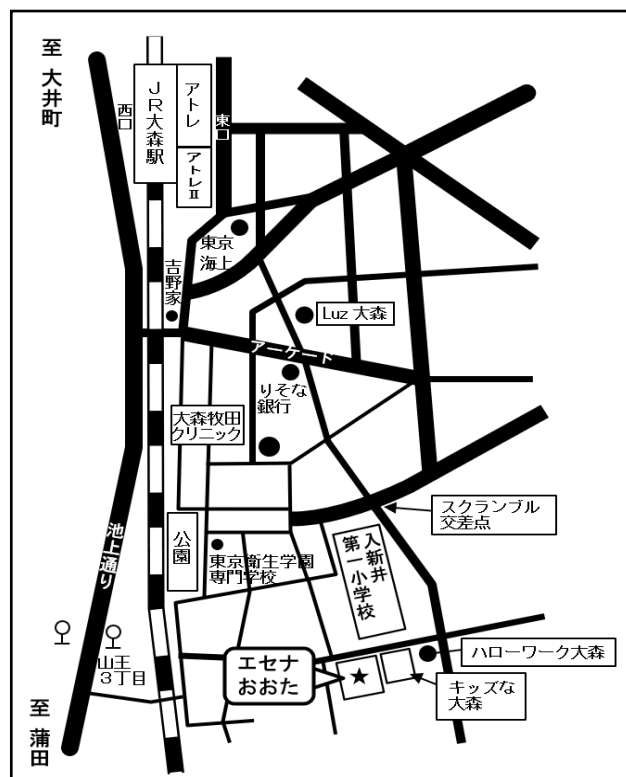 至 大井町
西口
JR大森駅
アトレ
アトレⅡ
東口
東京
海上
吉野家
Luz 大森
アーケード
りそな
銀行
大森牧田
クリニック
スクランブル
交差点
池上通り
公園
東京衛生学園
専門学校
入新井
第一小学校
ハローワーク大森
エセナ
おおた
★
キッズな
大森
山王
3丁目
至 蒲田